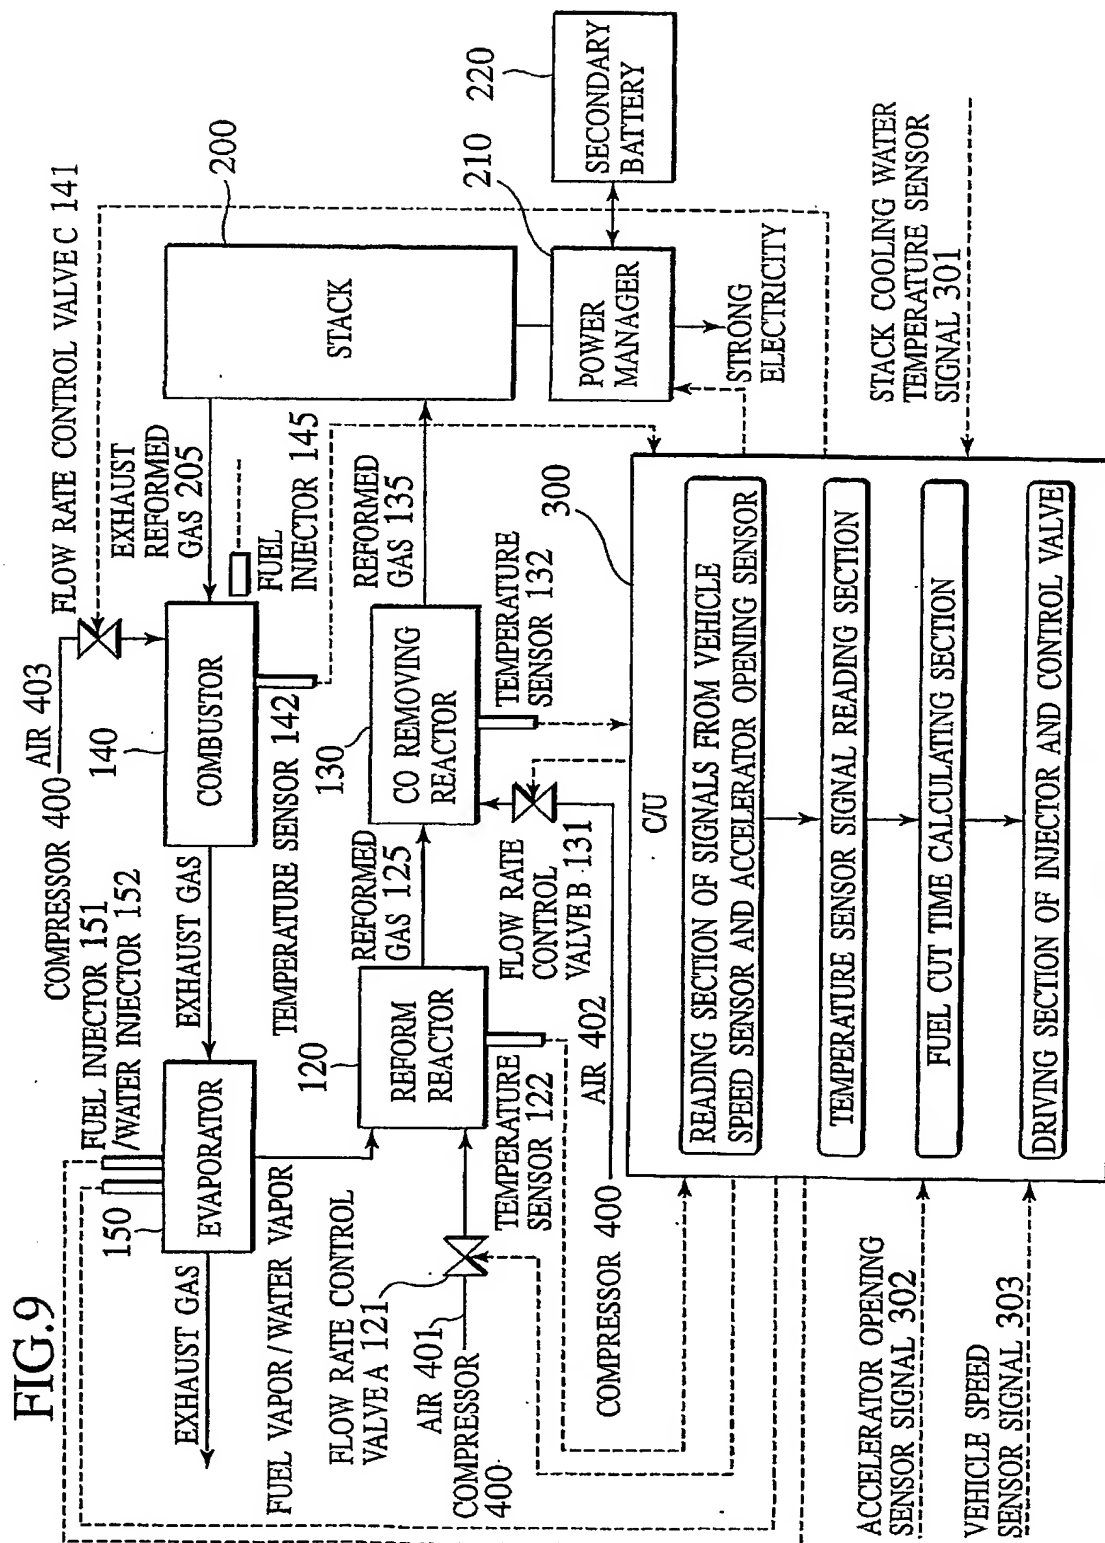 FIG.9
FUEL INJECTOR 151
/WATER INJECTOR 152
COMPRESSOR 400
AIR 403
FLOW RATE CONTROL VALVE C 141
EXHAUST GAS
150
EVAPORATOR
EXHAUST GAS
140
COMBUSTOR
EXHAUST
REFORMED
GAS 205
200
STACK
FUEL
INJECTOR 145
TEMPERATURE SENSOR 142
FUEL VAPOR/WATER VAPOR
120
REFORM
REACTOR
REFORMED
GAS 125
130
CO REMOVING
REACTOR
REFORMED
GAS 135
210
POWER
MANAGER
220
SECONDARY
BATTERY
FLOW RATE CONTROL
VALVE A 121
AIR 401
COMPRESSOR
400
TEMPERATURE
SENSOR 122
FLOW RATE
CONTROL
VALVE B 131
TEMPERATURE
SENSOR 132
STRONG
ELECTRICITY
COMPRESSOR 400
AIR 402
300
C/U
READING SECTION OF SIGNALS FROM VEHICLE
SPEED SENSOR AND ACCELERATOR OPENING SENSOR
TEMPERATURE SENSOR SIGNAL READING SECTION
FUEL CUT TIME CALCULATING SECTION
DRIVING SECTION OF INJECTOR AND CONTROL VALVE
STACK COOLING WATER
TEMPERATURE SENSOR
SIGNAL 301
ACCELERATOR OPENING
SENSOR SIGNAL 302
VEHICLE SPEED
SENSOR SIGNAL 303